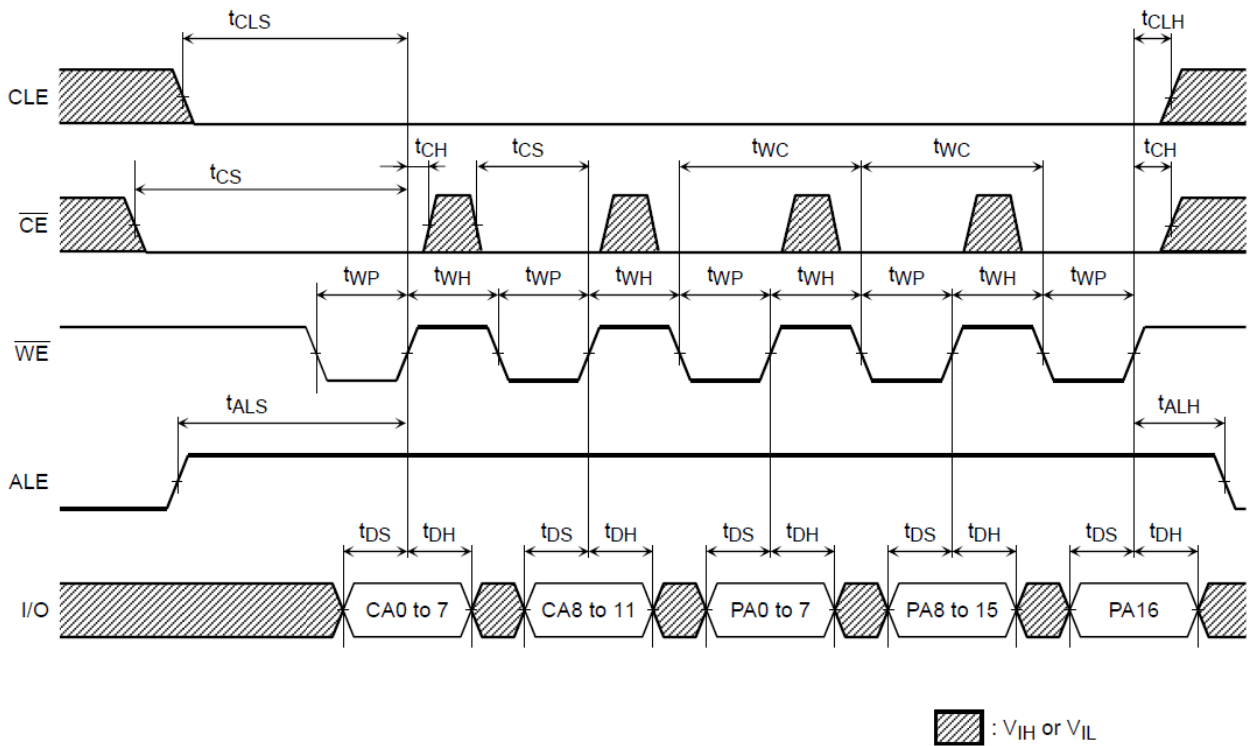 tCLS tCLH
CLE
tCH tCS tWC tWC tCH
tCS
CE
tWP tWH tWP tWH tWP tWH tWP tWH tWP
WE
tALS tALH
ALE
tDS tDH tDS tDH tDS tDH tDS tDH tDS tDH
I/O CA0 to 7 CA8 to 11 PA0 to 7 PA8 to 15 PA16
: VIH or VIL